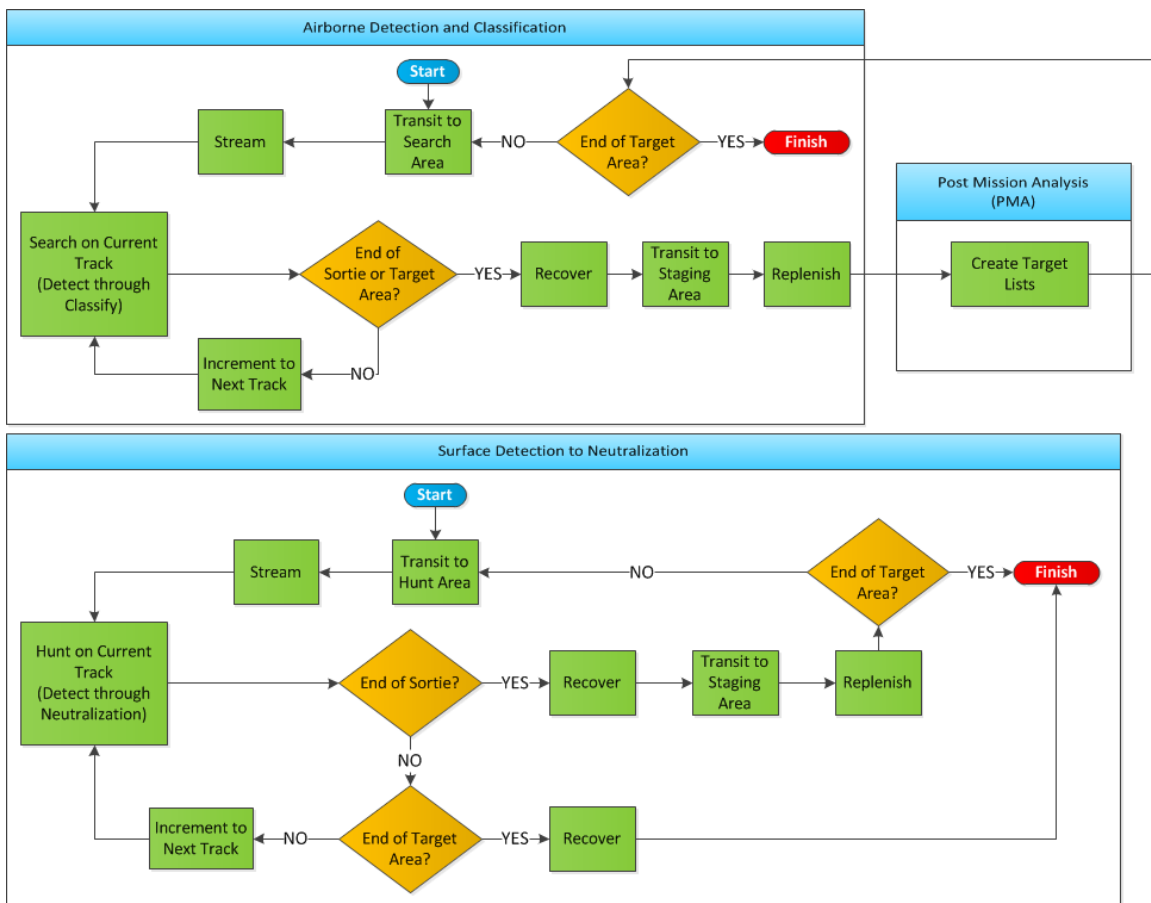 Airborne Detection and Classification
Start
Transit to
Search
Area
Stream
NO
End of Target
Area?
YES
Finish
Post Mission Analysis
(PMA)
Search on Current
Track
(Detect through
Classify)
End of
Sortie or Target
Area?
YES
Recover
Transit to
Staging
Area
Replenish
Create Target
Lists
Increment to
Next Track
NO
Surface Detection to Neutralization
Start
Stream
Transit to
Hunt Area
NO
End of Target
Area?
YES
Finish
Hunt on Current
Track
(Detect through
Neutralization)
End of Sortie?
YES
Recover
Transit to
Staging
Area
Replenish
NO
Increment to
Next Track
NO
End of Target
Area?
YES
Recover